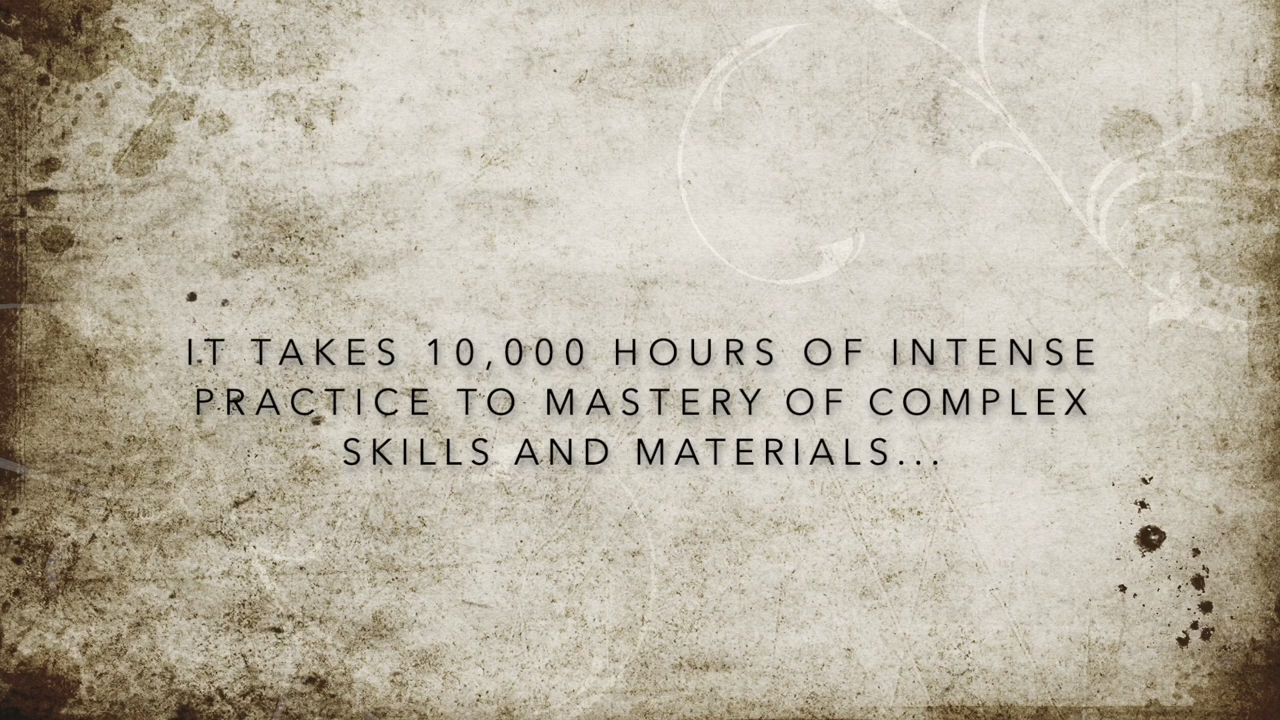 IT TAKES 10,000 HOURS OF INTENSE
PRACTICE TO MASTERY OF COMPLEX
SKILLS AND MATERIALS...